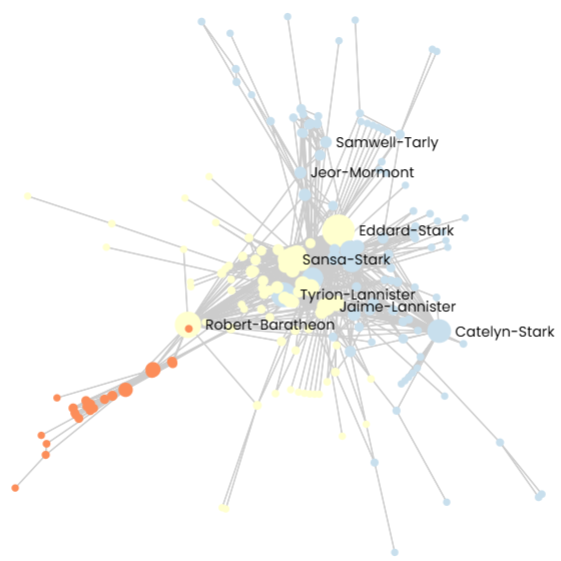 Samwell-Tarly
Jeor-Mormont
Eddard-Stark
Sansa-Stark
Tyrion-Lannister
Jaime-Lannister
Robert-Baratheon
Catelyn-Stark